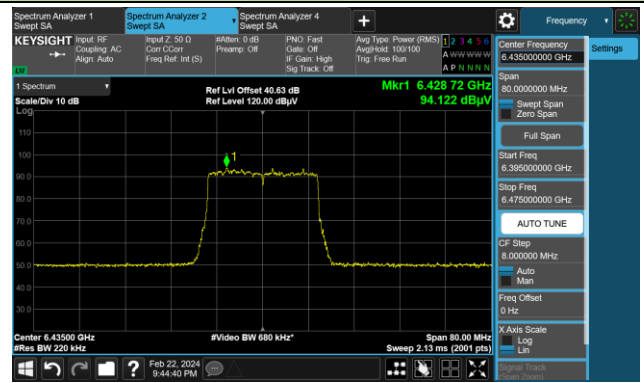 Spectrum Analyzer 1
Swept SA
Spectrum Analyzer 2
Swept SA
Spectrum Analyzer 4
Swept SA
Frequency
KEYSIGHT
Input: RF
Coupling: AC
Align: Auto
Input Z: 50 Ω
Corr CCorr
Freq Ref: Int (S)
#Atten: 0 dB
Preamp: Off
PNO: Fast
Gate: Off
IF Gain: High
Sig Track: Off
Avg Type: Power (RMS)
Avg|Hold: 100/100
Trig: Free Run
1 2 3 4 5 6
A W W W W W
A P N N N N
LXI
1 Spectrum
Scale/Div 10 dB
Log
Ref Lvl Offset 40.63 dB
Ref Level 120.00 dBµV
Mkr1 6.428 72 GHz
94.122 dBµV
110
100
90.0
80.0
70.0
60.0
50.0
40.0
30.0
1
Center 6.43500 GHz
#Res BW 220 kHz
#Video BW 680 kHz*
Span 80.00 MHz
Sweep 2.13 ms (2001 pts)
Feb 22, 2024
9:44:40 PM
Center Frequency
6.435000000 GHz
Settings
Span
80.0000000 MHz
Swept Span
Zero Span
Full Span
Start Freq
6.395000000 GHz
Stop Freq
6.475000000 GHz
AUTO TUNE
CF Step
8.000000 MHz
Auto
Man
Freq Offset
0 Hz
X Axis Scale
Log
Lin
Signal Track
(Span Zoom)